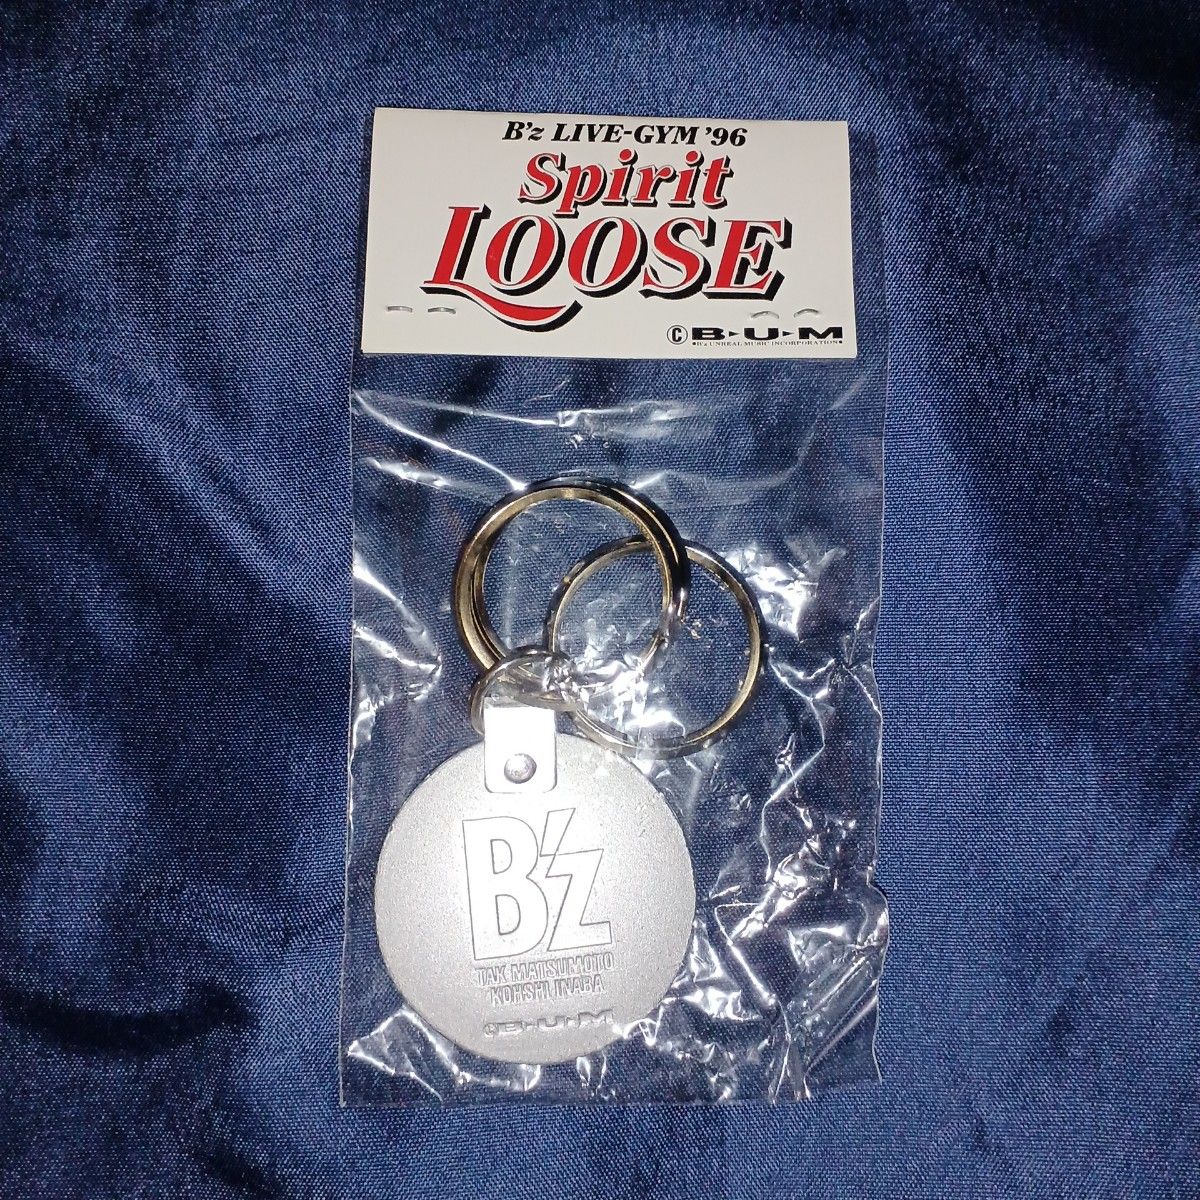 B'z LIVE-GYM '96
Spirit
LOOSE
©B▸U▸M
•B'z UNREAL MUSIC INCORPORATION•
B'z
TAK MATSUMOTO
KOHSHI INABA
©B▸U▸M